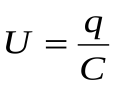 U = q/C